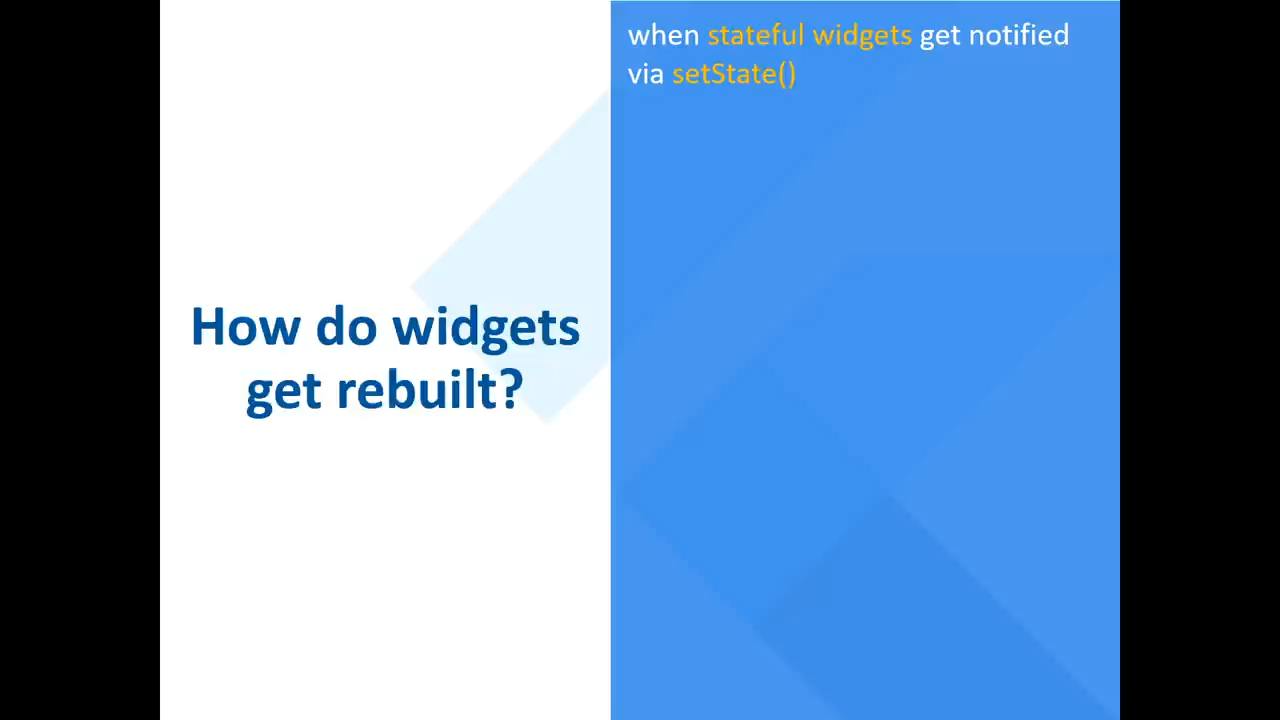 How do widgets
get rebuilt?
when stateful widgets get notified
via setState()